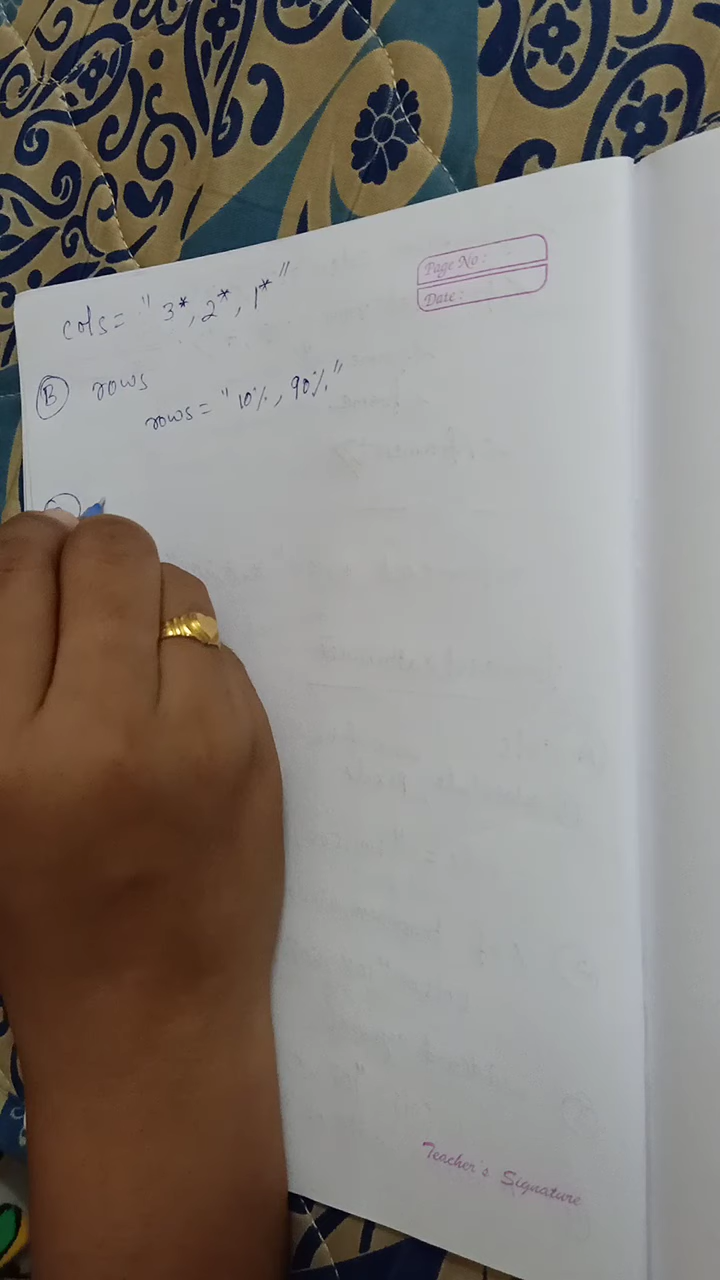 Page No :
Date :
cols = " 3*, 2*, 1* "
B rows
rows = " 10%, 90% "
Teacher's Signature